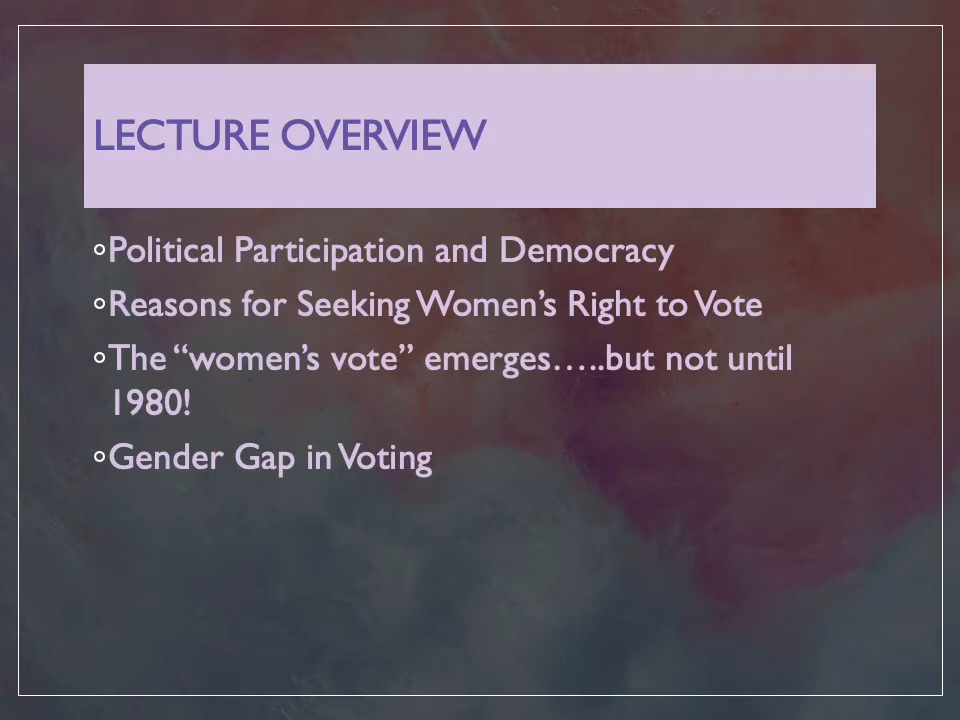 LECTURE OVERVIEW
◦Political Participation and Democracy
◦Reasons for Seeking Women’s Right to Vote
◦The “women’s vote” emerges…..but not until
1980!
◦Gender Gap in Voting